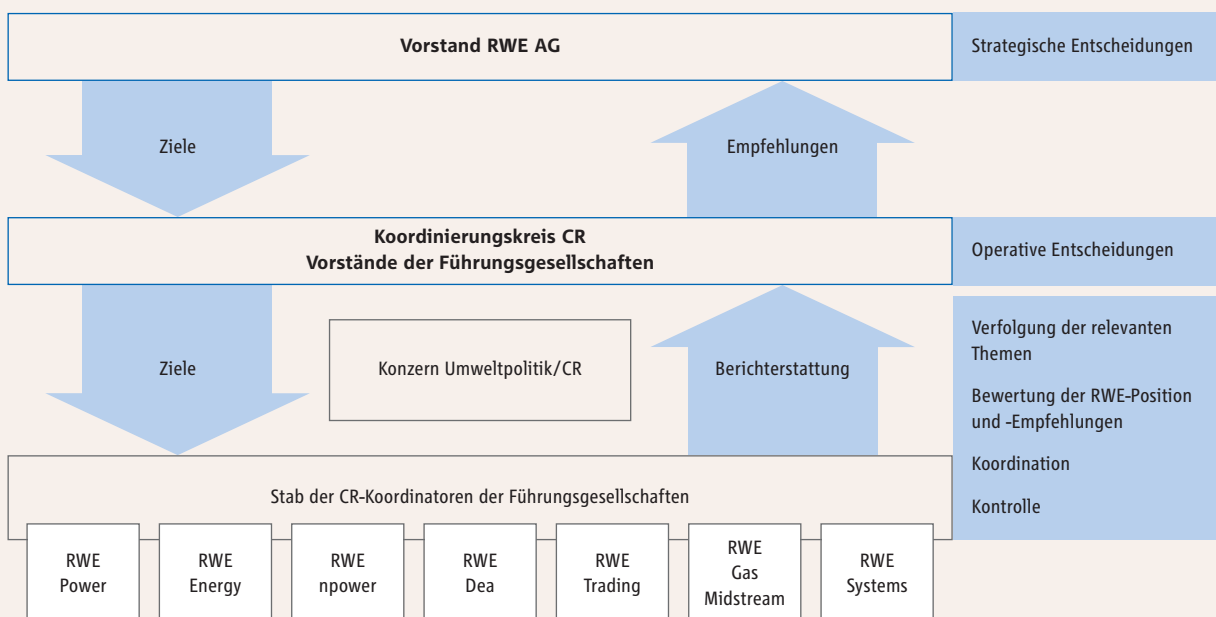 Vorstand RWE AG
Strategische Entscheidungen
Ziele
Empfehlungen
Koordinierungskreis CR
Vorstände der Führungsgesellschaften
Operative Entscheidungen
Ziele
Konzern Umweltpolitik/CR
Berichterstattung
Verfolgung der relevanten
Themen
Bewertung der RWE-Position
und -Empfehlungen
Koordination
Kontrolle
Stab der CR-Koordinatoren der Führungsgesellschaften
RWE
Power
RWE
Energy
RWE
npower
RWE
Dea
RWE
Trading
RWE
Gas
Midstream
RWE
Systems